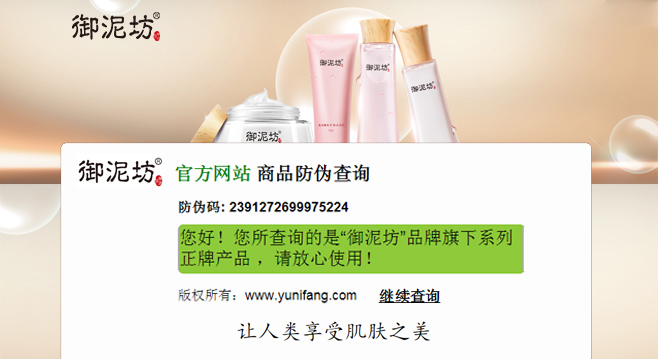 御泥坊®
御泥坊
御泥坊
御泥坊
御泥坊
御泥坊®
官方网站 商品防伪查询
防伪码: 2391272699975224
您好！您所查询的是“御泥坊”品牌旗下系列
正牌产品 ，请放心使用！
版权所有：www.yunifang.com 继续查询
让人类享受肌肤之美